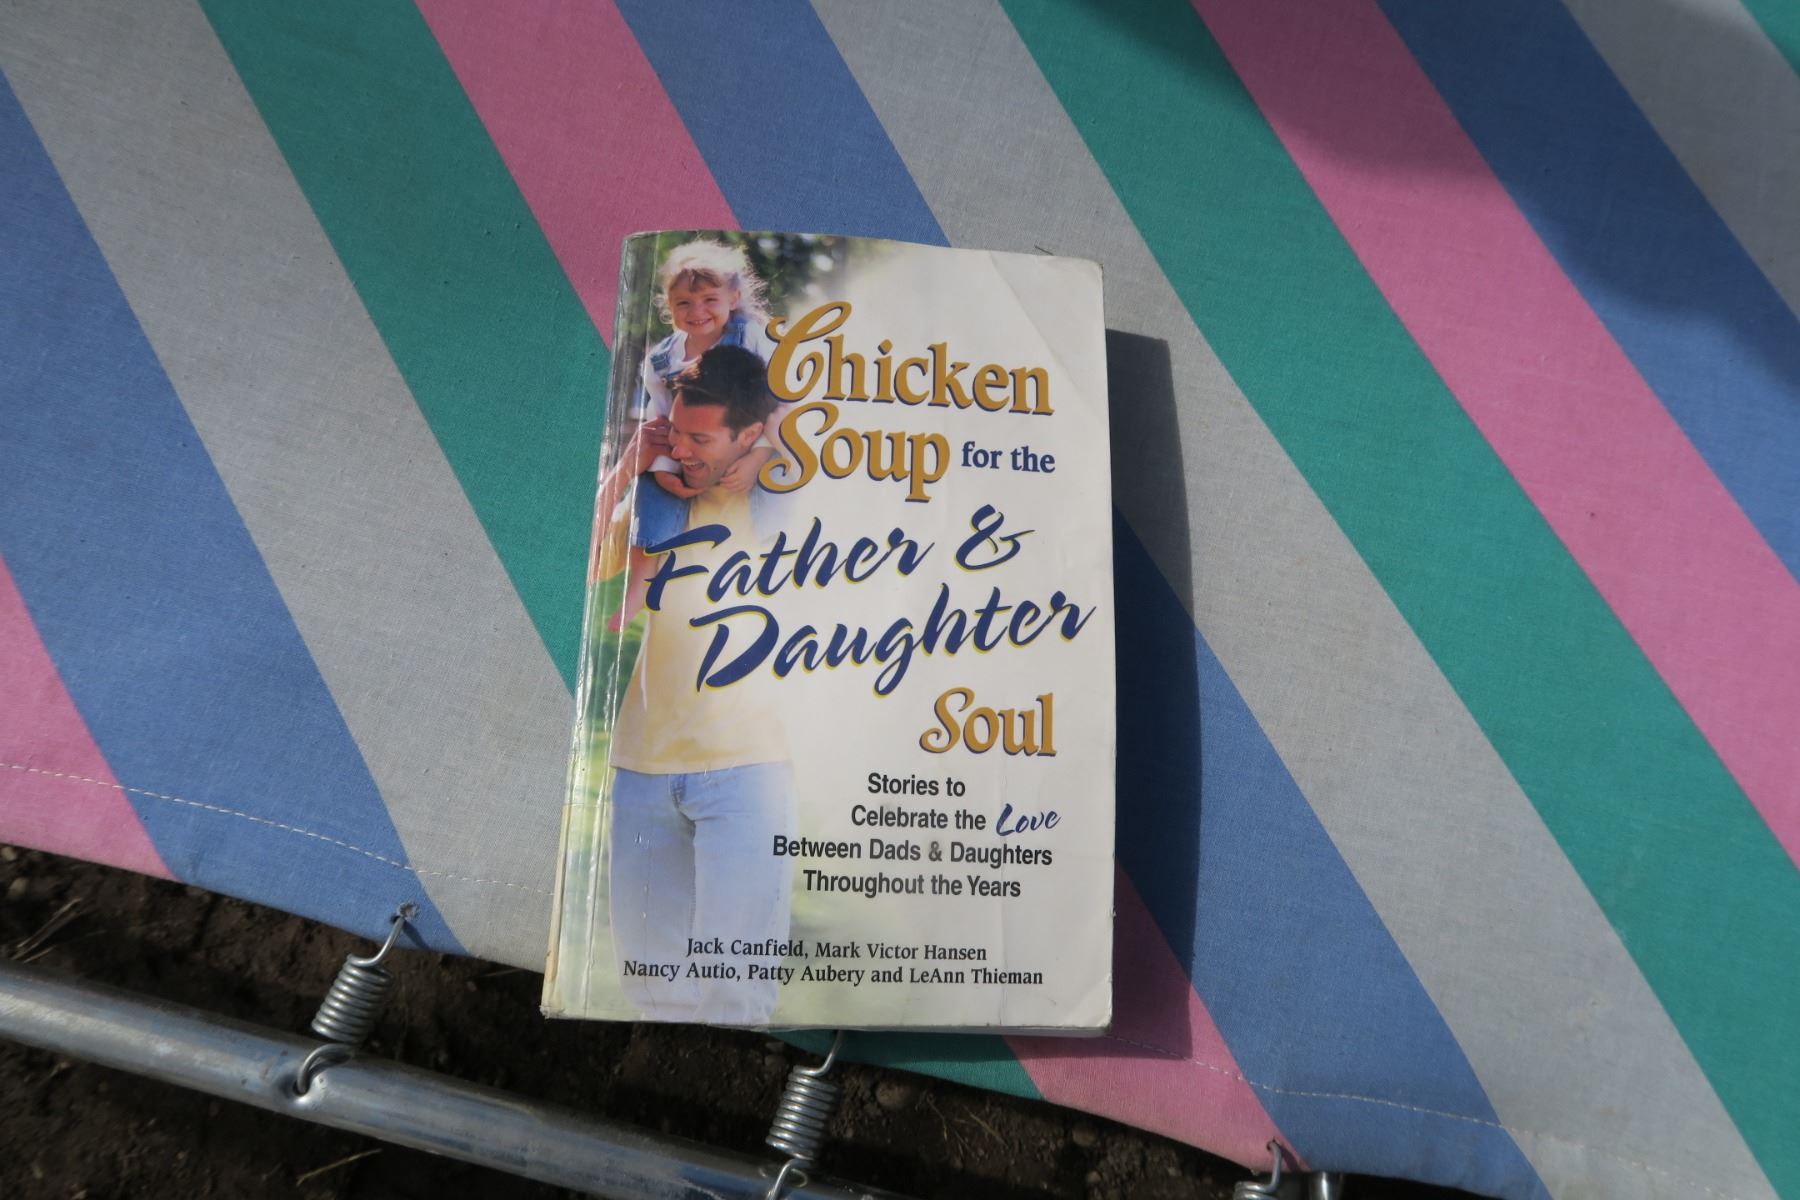 Chicken
Soup for the
Father &
Daughter
Soul
Stories to
Celebrate the Love
Between Dads & Daughters
Throughout the Years
Jack Canfield, Mark Victor Hansen
Nancy Autio, Patty Aubery and LeAnn Thieman